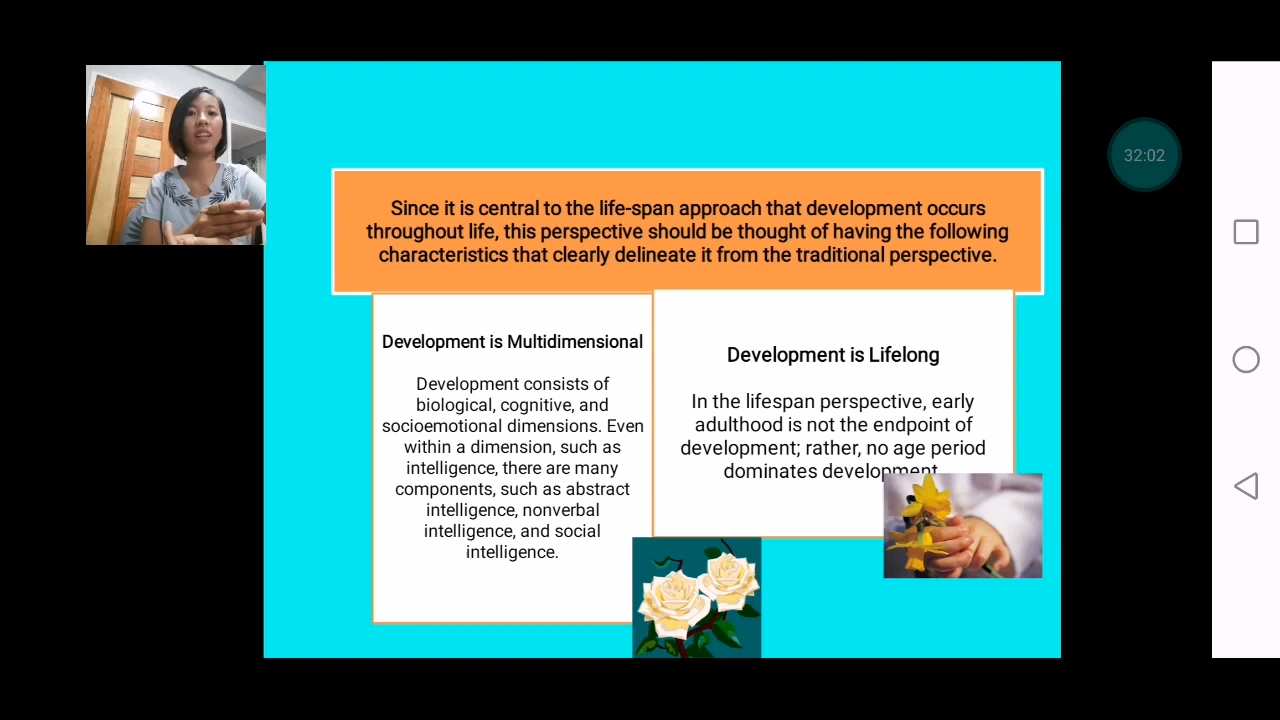 Since it is central to the life-span approach that development occurs
throughout life, this perspective should be thought of having the following
characteristics that clearly delineate it from the traditional perspective.
Development is Multidimensional
Development consists of
biological, cognitive, and
socioemotional dimensions. Even
within a dimension, such as
intelligence, there are many
components, such as abstract
intelligence, nonverbal
intelligence, and social
intelligence.
Development is Lifelong
In the lifespan perspective, early
adulthood is not the endpoint of
development; rather, no age period
dominates development
32:02